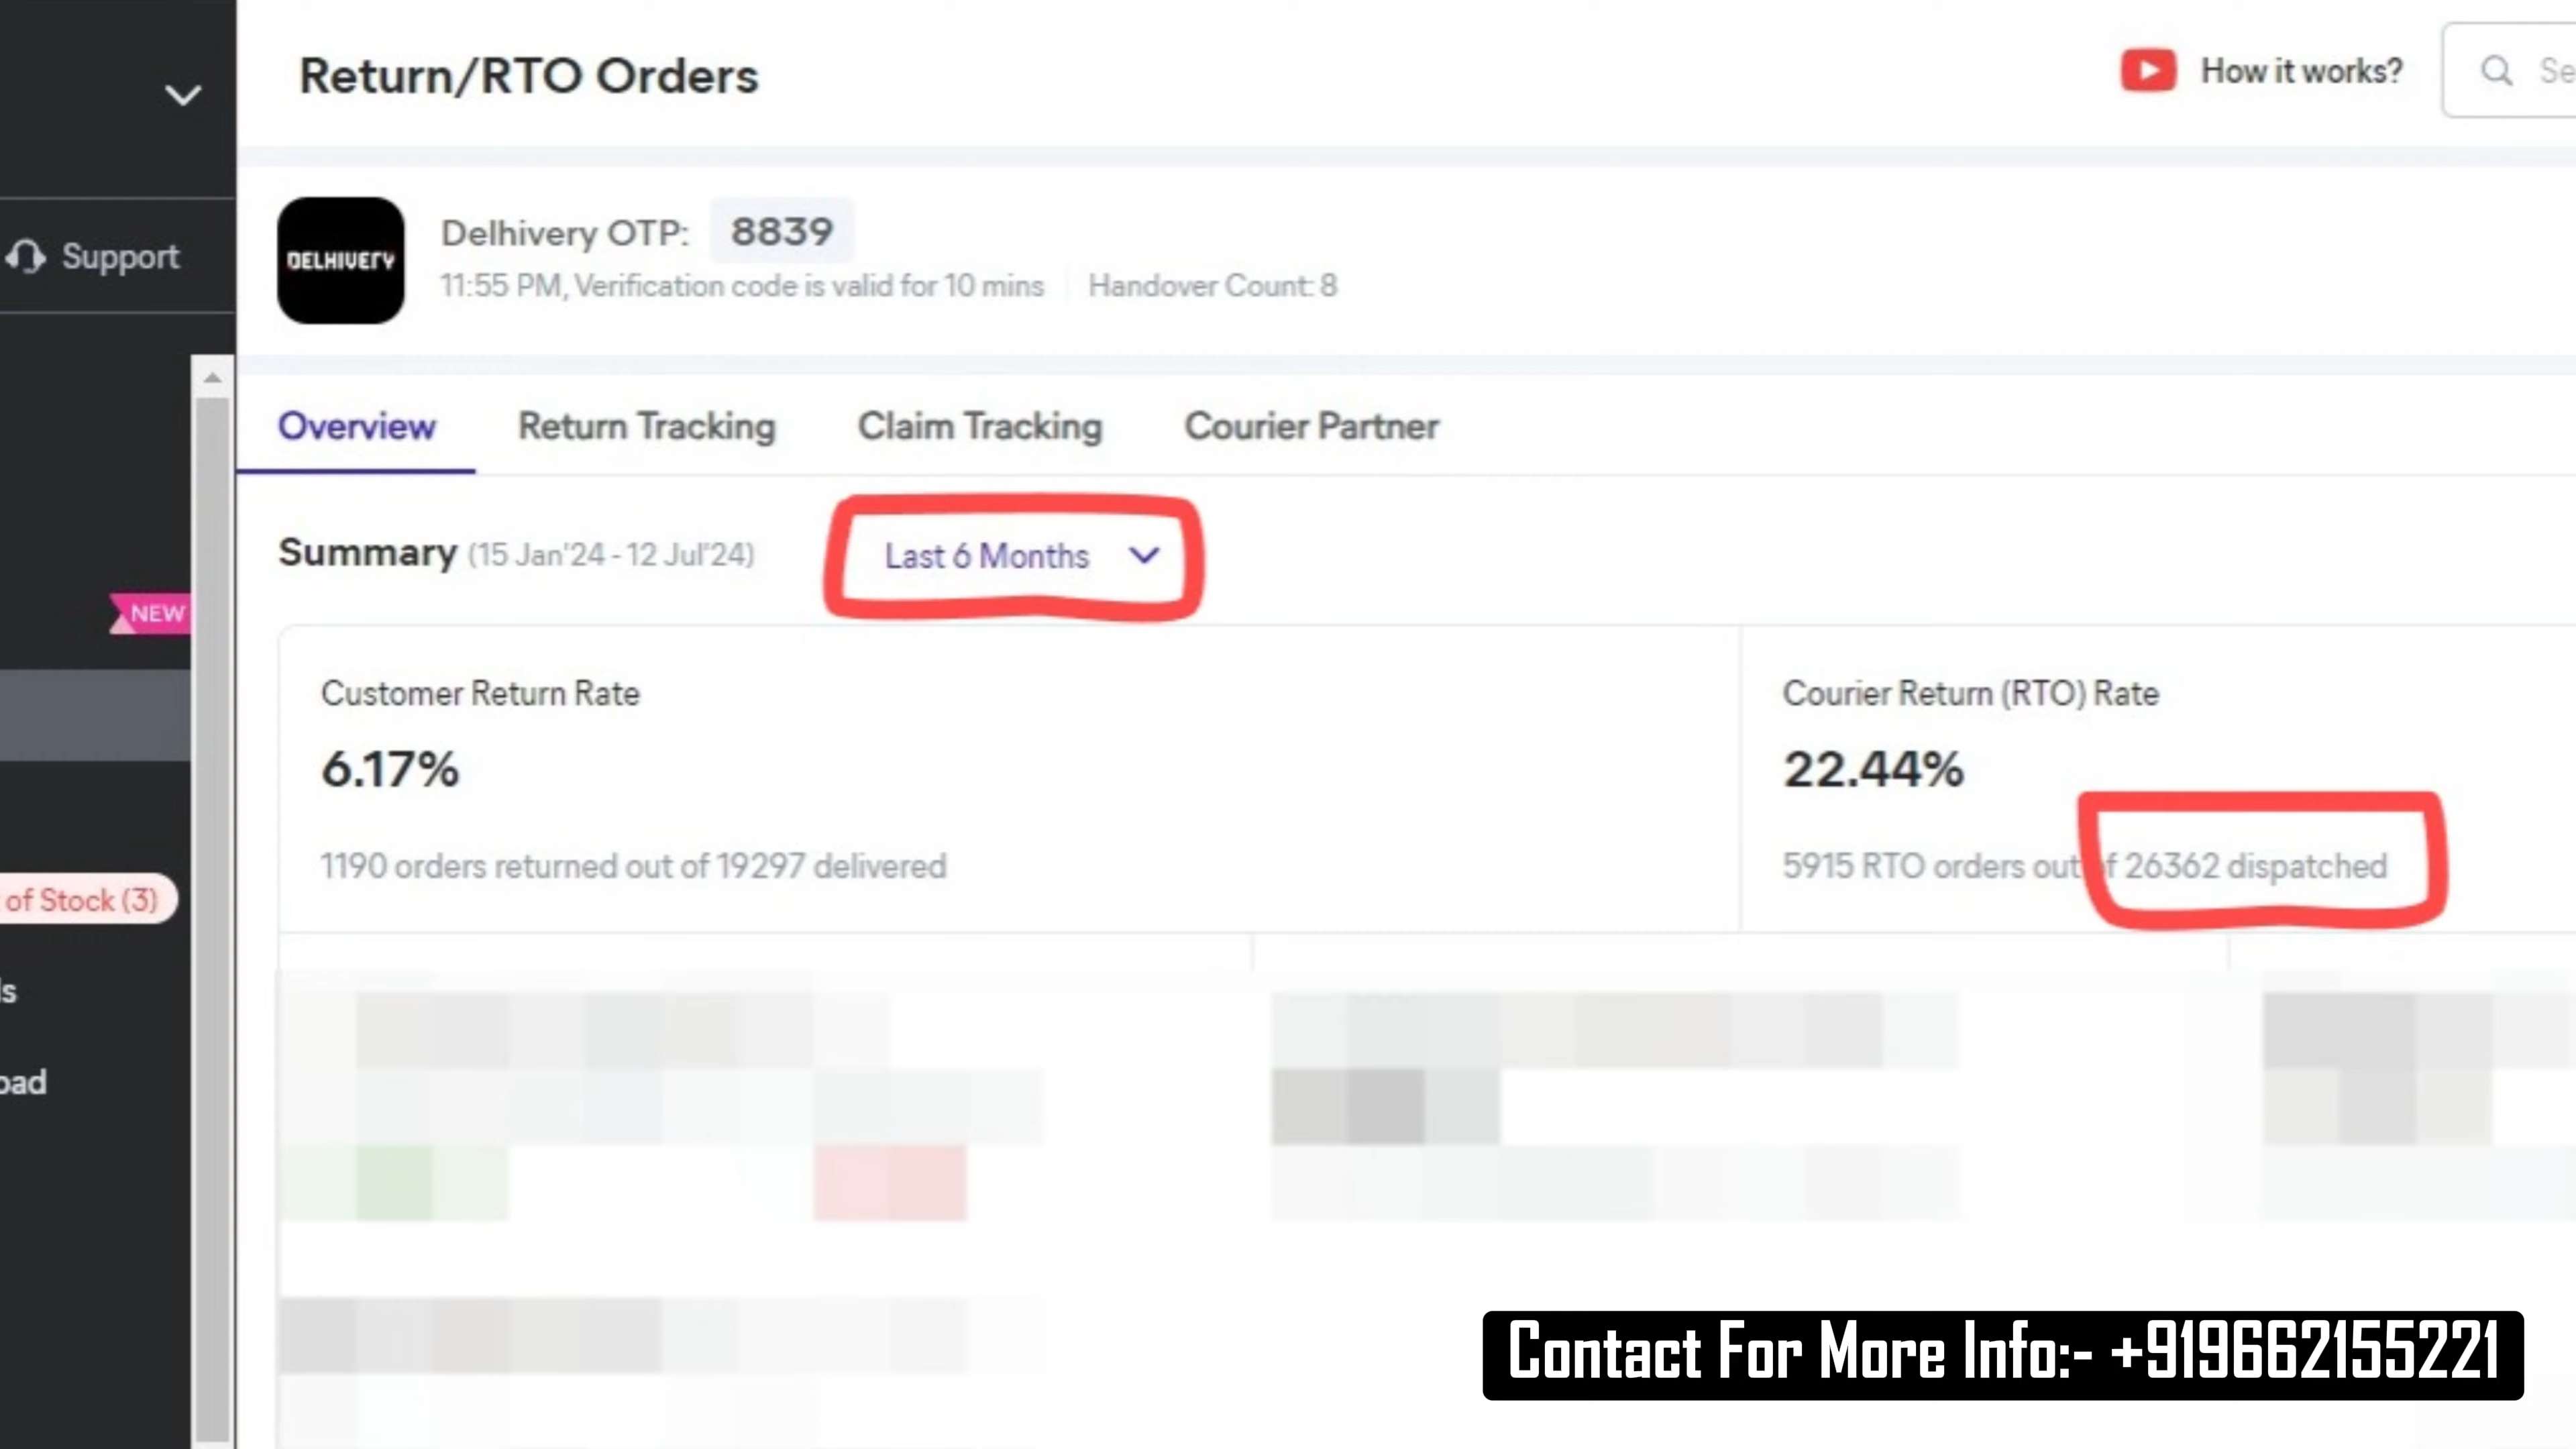 Return/RTO Orders
How it works?
Se
Support
DELHIVERY
Delhivery OTP: 8839
11:55 PM, Verification code is valid for 10 mins
Handover Count: 8
Overview
Return Tracking
Claim Tracking
Courier Partner
Summary (15 Jan'24 - 12 Jul'24)
Last 6 Months
NEW
Customer Return Rate
6.17%
1190 orders returned out of 19297 delivered
Courier Return (RTO) Rate
22.44%
5915 RTO orders out of 26362 dispatched
of Stock (3)
ls
oad
Contact For More Info:- +919662155221